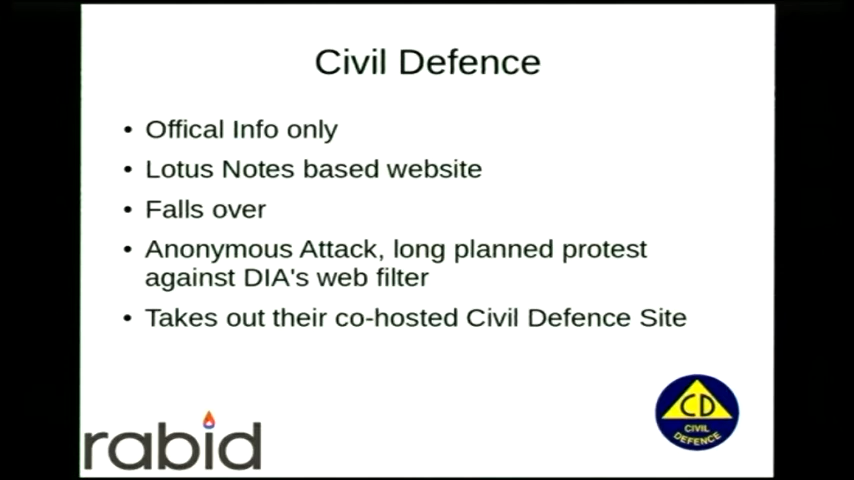 Civil Defence
• Offical Info only
• Lotus Notes based website
• Falls over
• Anonymous Attack, long planned protest
against DIA's web filter
• Takes out their co-hosted Civil Defence Site
rabid
CD
CIVIL
DEFENCE